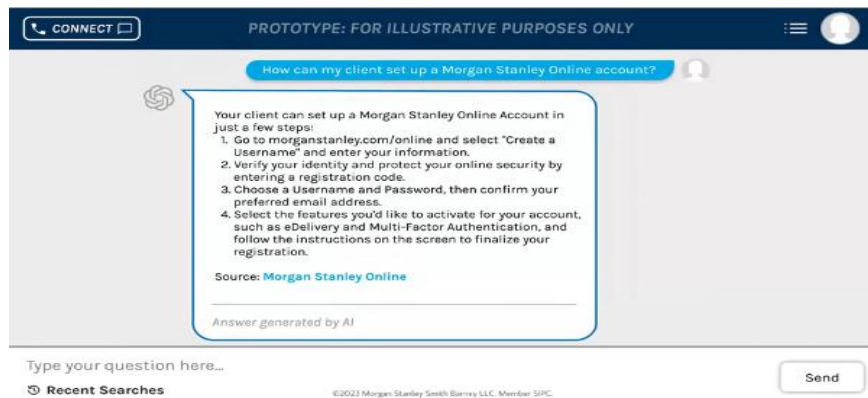 CONNECT
PROTOTYPE: FOR ILLUSTRATIVE PURPOSES ONLY
How can my client set up a Morgan Stanley Online account?
Your client can set up a Morgan Stanley Online Account in
just a few steps:
1. Go to morganstanley.com/online and select "Create a
Username" and enter your information.
2. Verify your identity and protect your online security by
entering a registration code.
3. Choose a Username and Password, then confirm your
preferred email address.
4. Select the features you'd like to activate for your account,
such as eDelivery and Multi-Factor Authentication, and
follow the instructions on the screen to finalize your
registration.
Source: Morgan Stanley Online
Answer generated by AI
Type your question here...
Send
Recent Searches
©2023 Morgan Stanley Smith Barney LLC. Member SIPC.